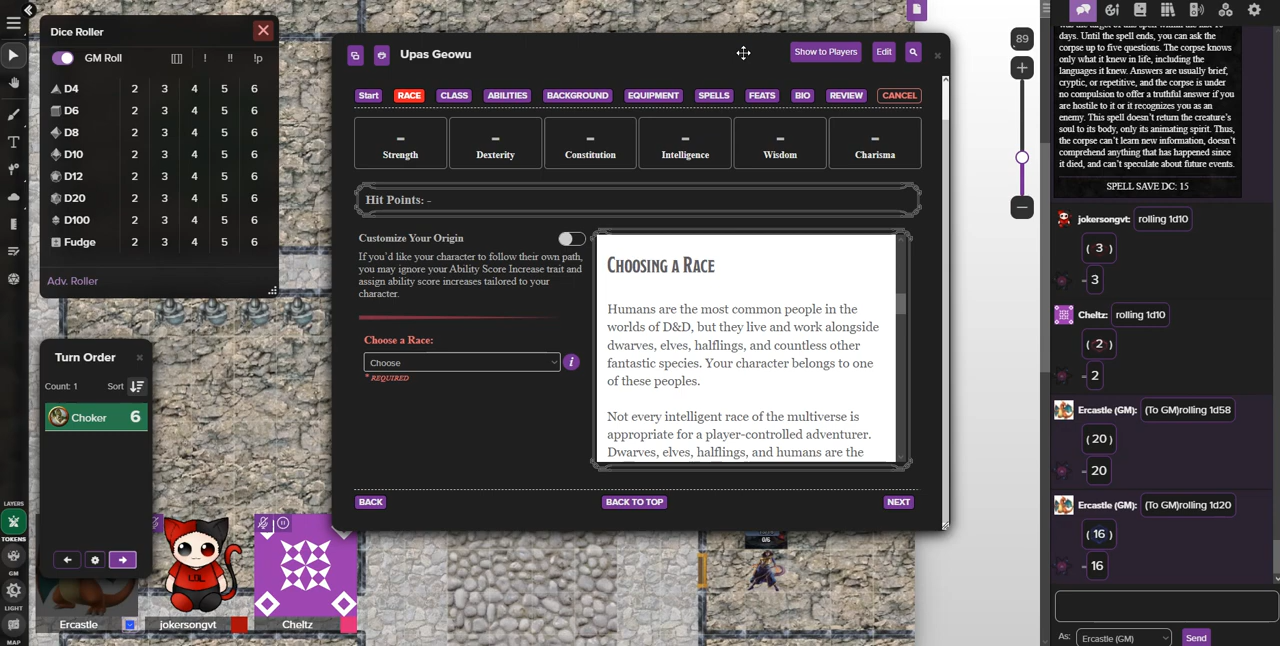 Dice Roller
GM Roll [[]] ! !! !p
D4 2 3 4 5 6
D6 2 3 4 5 6
D8 2 3 4 5 6
D10 2 3 4 5 6
D12 2 3 4 5 6
D20 2 3 4 5 6
D100 2 3 4 5 6
Fudge 2 3 4 5 6
Adv. Roller
Turn Order
Count: 1 Sort
Choker 6
LAYERS
TOKENS
GM
LIGHT
MAP
LOL
Ercastle
jokersongvt
Cheltz
Upas Geowu
Show to Players
Edit
Start RACE CLASS ABILITIES BACKGROUND EQUIPMENT SPELLS FEATS BIO REVIEW CANCEL
– – – – – –
Strength Dexterity Constitution Intelligence Wisdom Charisma
Hit Points: -
Customize Your Origin
If you’d like your character to follow their own path,
you may ignore your Ability Score Increase trait and
assign ability score increases tailored to your
character.
Choose a Race:
Choose
i
* REQUIRED
CHOOSING A RACE
Humans are the most common people in the
worlds of D&D, but they live and work alongside
dwarves, elves, halflings, and countless other
fantastic species. Your character belongs to one
of these peoples.
Not every intelligent race of the multiverse is
appropriate for a player-controlled adventurer.
Dwarves, elves, halflings, and humans are the
BACK
BACK TO TOP
NEXT
0/6
89
days. Until the spell ends, you can ask the
corpse up to five questions. The corpse knows
only what it knew in life, including the
languages it knew. Answers are usually brief,
cryptic, or repetitive, and the corpse is under
no compulsion to offer a truthful answer if you
are hostile to it or it recognizes you as an
enemy. This spell doesn't return the creature's
soul to its body, only its animating spirit. Thus,
the corpse can't learn new information, doesn't
comprehend anything that has happened since
it died, and can't speculate about future events.
SPELL SAVE DC: 15
jokersongvt: rolling 1d10
( 3 )
= 3
Cheltz: rolling 1d10
( 2 )
= 2
Ercastle (GM): (To GM)rolling 1d58
( 20 )
= 20
Ercastle (GM): (To GM)rolling 1d20
( 16 )
= 16
As: Ercastle (GM) Send